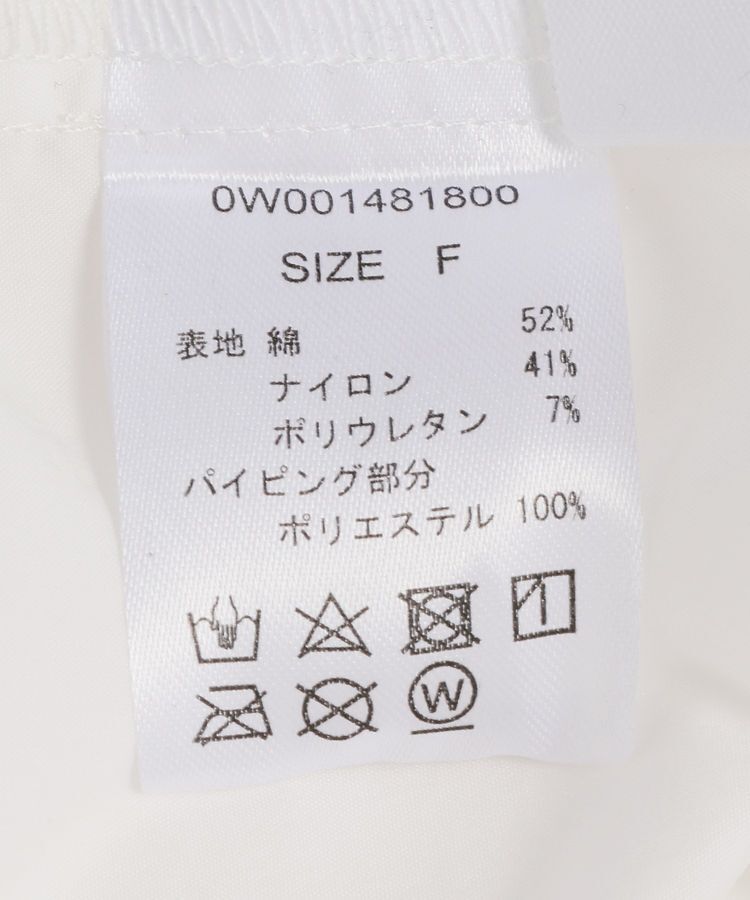 0W001481800
SIZE F
表地 綿 52%
ナイロン 41%
ポリウレタン 7%
パイピング部分
ポリエステル 100%
W